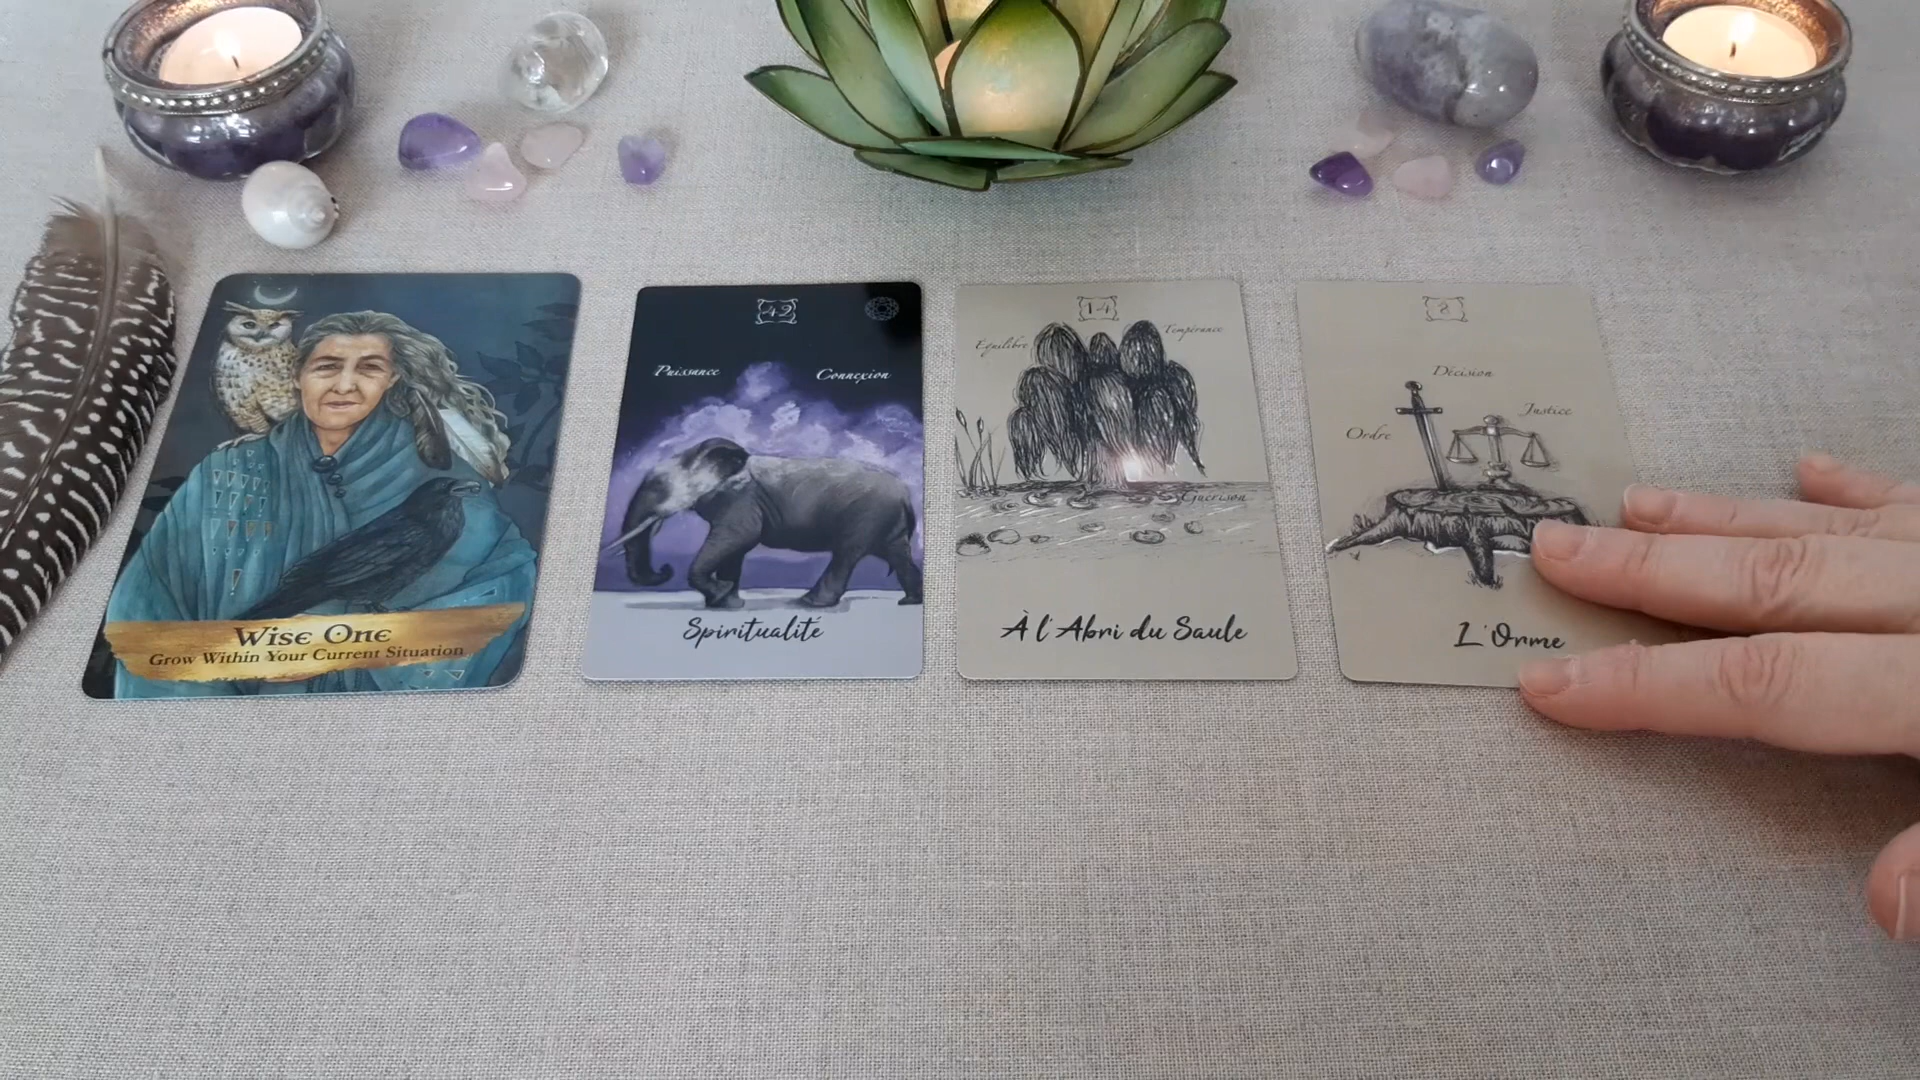 Wise One
Grow Within Your Current Situation
42
Puissance
Connexion
Spiritualité
14
Equilibre
Tempérance
Guérison
À l'Abri du Saule
8
Décision
Justice
Ordre
L'Orme